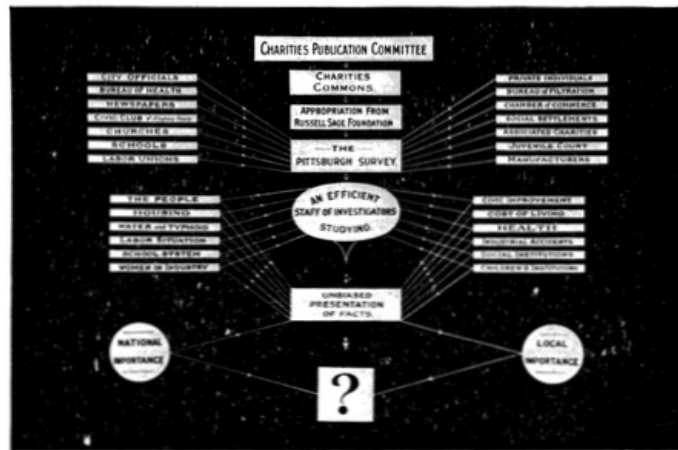 CHARITIES PUBLICATION COMMITTEE
CHARITIES
COMMONS
APPROPRIATION FROM
RUSSELL SAGE FOUNDATION
THE
PITTSBURGH SURVEY
CITY OFFICIALS
BUREAU OF HEALTH
NEWSPAPERS
CIVIC CLUB
CHURCHES
SCHOOLS
LABOR UNIONS
PRIVATE INDIVIDUALS
BUREAU OF FILTRATION
CHAMBER of COMMERCE
SOCIAL SETTLEMENTS
ASSOCIATED CHARITIES
JUVENILE COURT
MANUFACTURERS
AN EFFICIENT
STAFF OF INVESTIGATORS
STUDYING
THE PEOPLE
HOUSING
WATER and TYPHOID
LABOR SITUATION
SCHOOL SYSTEM
WOMEN IN INDUSTRY
CIVIC IMPROVEMENT
COST OF LIVING
HEALTH
INDUSTRIAL ACCIDENTS
SOCIAL INSTITUTIONS
CHILDREN'S INSTITUTIONS
UNBIASED
PRESENTATION
OF FACTS.
NATIONAL
IMPORTANCE
LOCAL
IMPORTANCE
?